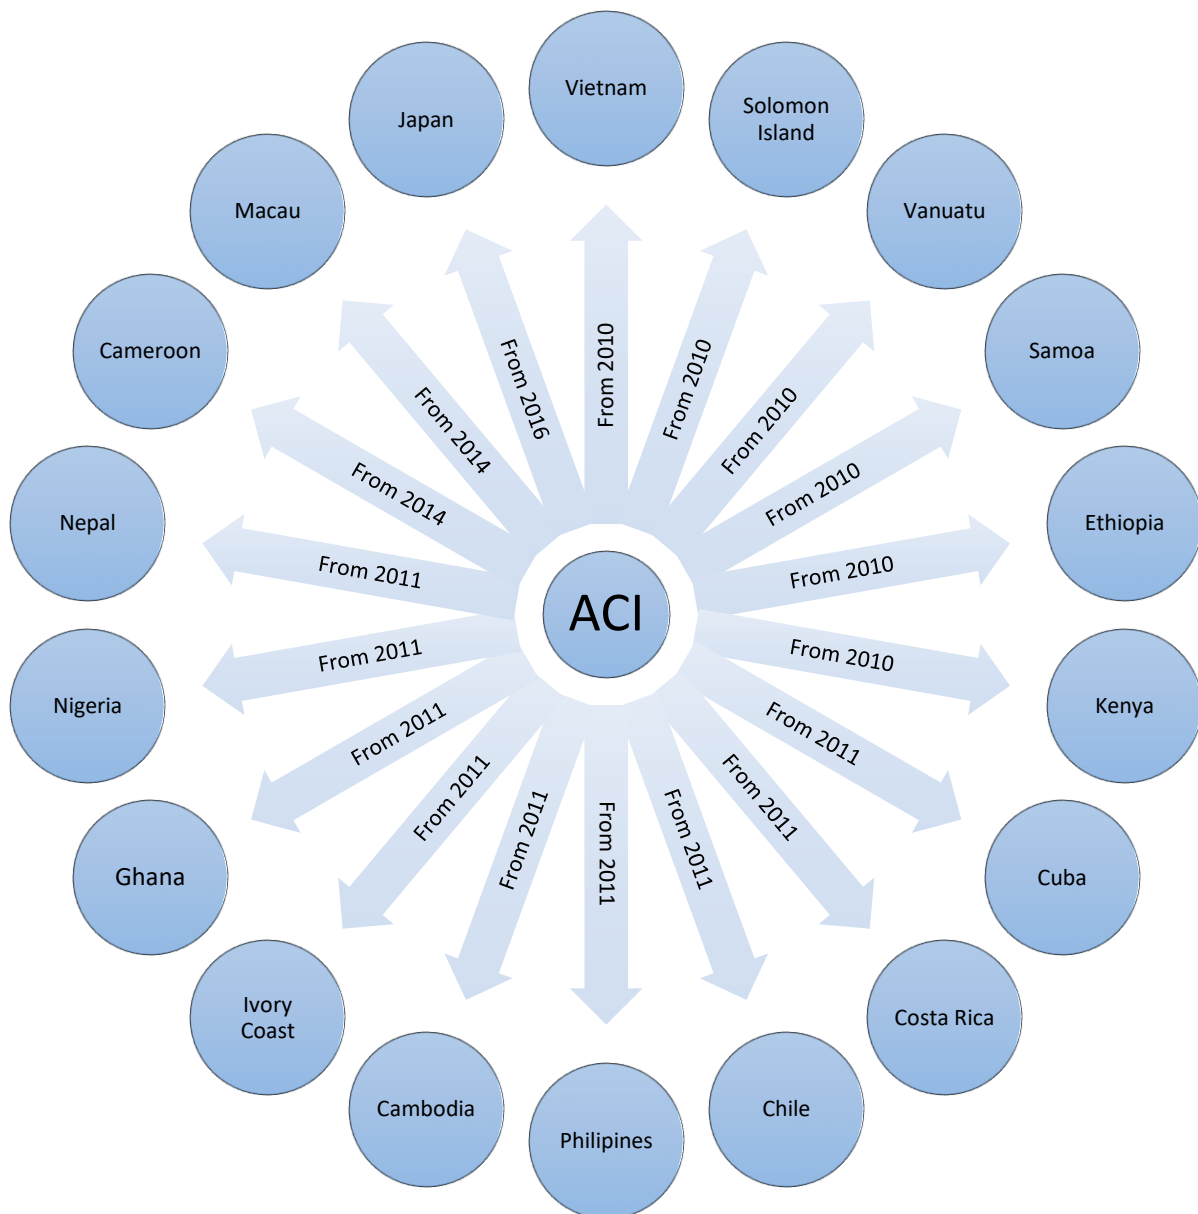 Vietnam
Solomon
Island
Vanuatu
Samoa
Ethiopia
Kenya
Cuba
Costa Rica
Chile
Philipines
Cambodia
Ivory
Coast
Ghana
Nigeria
Nepal
Cameroon
Macau
Japan
From 2010
From 2010
From 2010
From 2010
From 2010
From 2010
From 2011
From 2011
From 2011
From 2011
From 2011
From 2011
From 2011
From 2011
From 2011
From 2014
From 2014
From 2016
ACI